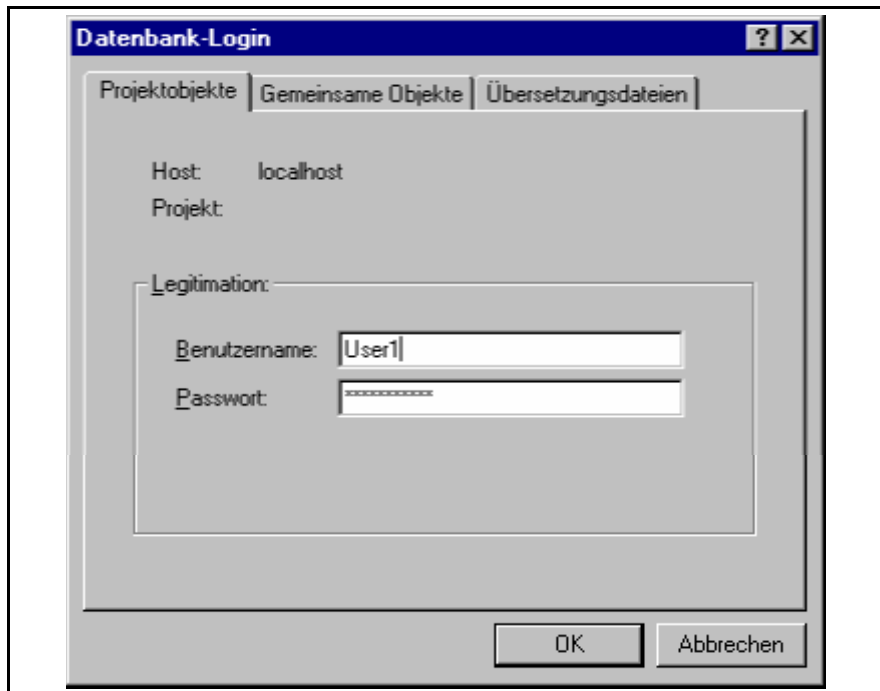 Datenbank-Login
Projektobjekte Gemeinsame Objekte Übersetzungsdateien
Host: localhost
Projekt:
Legitimation:
Benutzername: User1
Passwort: ***********
OK Abbrechen